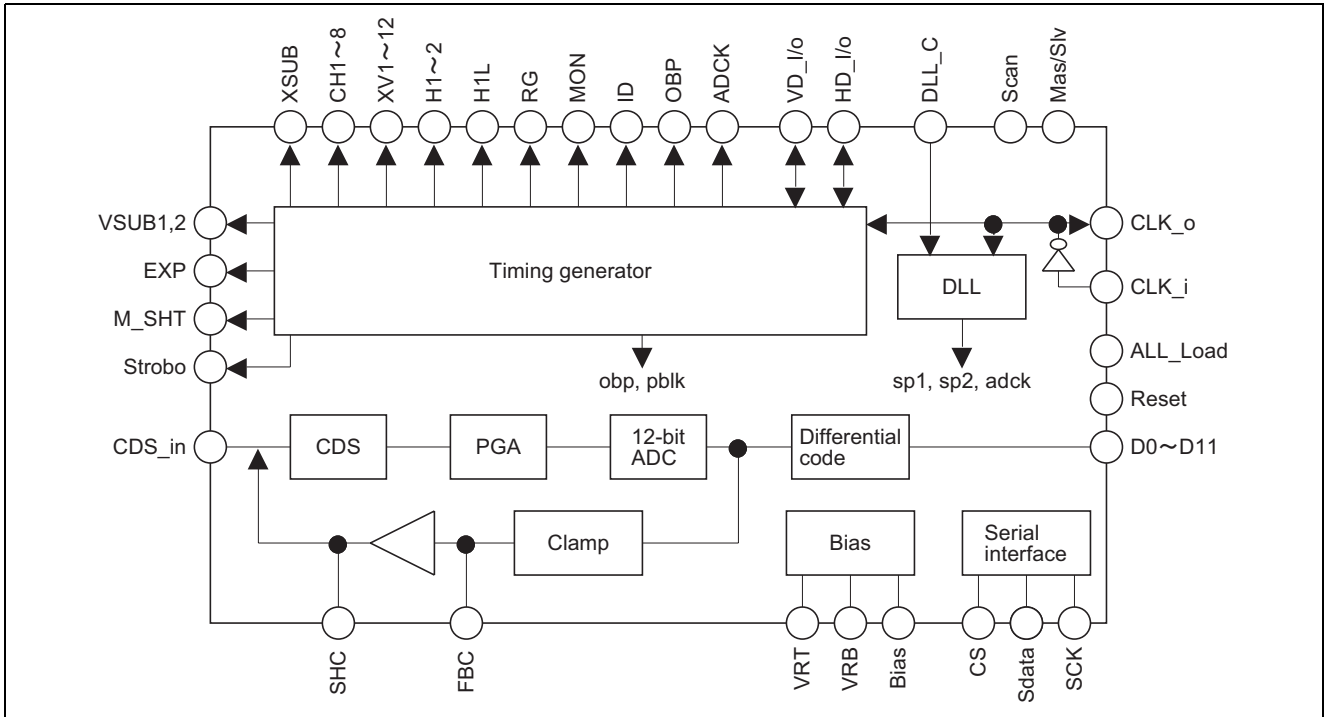 XSUB
CH1～8
XV1～12
H1～2
H1L
RG
MON
ID
OBP
ADCK
VD_I/o
HD_I/o
DLL_C
Scan
Mas/Slv
VSUB1,2
EXP
M_SHT
Strobo
CDS_in
Timing generator
DLL
CLK_o
CLK_i
ALL_Load
Reset
D0～D11
obp, pblk
sp1, sp2, adck
CDS
PGA
12-bit
ADC
Differential
code
Clamp
Bias
Serial
interface
SHC
FBC
VRT
VRB
Bias
CS
Sdata
SCK